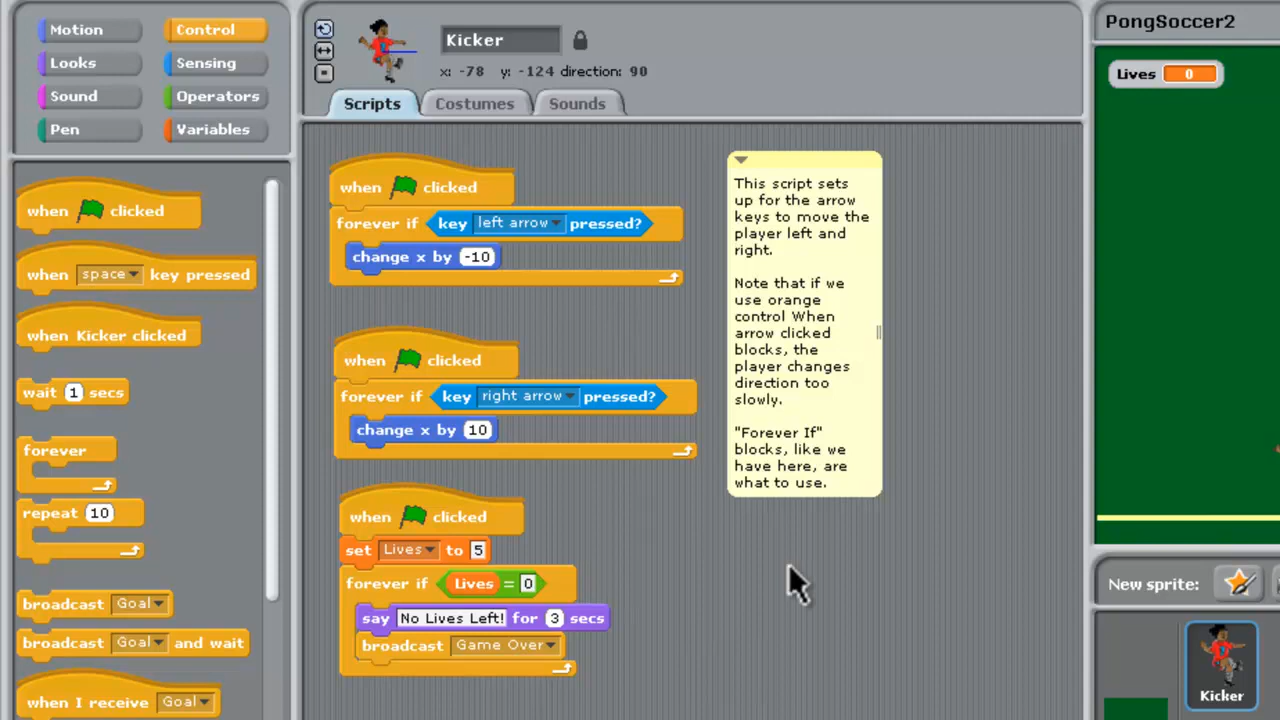 Motion
Control
Looks
Sensing
Sound
Operators
Pen
Variables
when clicked
when space key pressed
when Kicker clicked
wait 1 secs
forever
repeat 10
broadcast Goal
broadcast Goal and wait
when I receive Goal
Kicker
x: -78 y: -124 direction: 90
Scripts
Costumes
Sounds
when clicked
forever if key left arrow pressed?
change x by -10
when clicked
forever if key right arrow pressed?
change x by 10
when clicked
set Lives to 5
forever if Lives = 0
say No Lives Left! for 3 secs
broadcast Game Over
This script sets
up for the arrow
keys to move the
player left and
right.
Note that if we
use orange
control When
arrow clicked
blocks, the
player changes
direction too
slowly.
"Forever If"
blocks, like we
have here, are
what to use.
PongSoccer2
Lives 0
New sprite:
Kicker